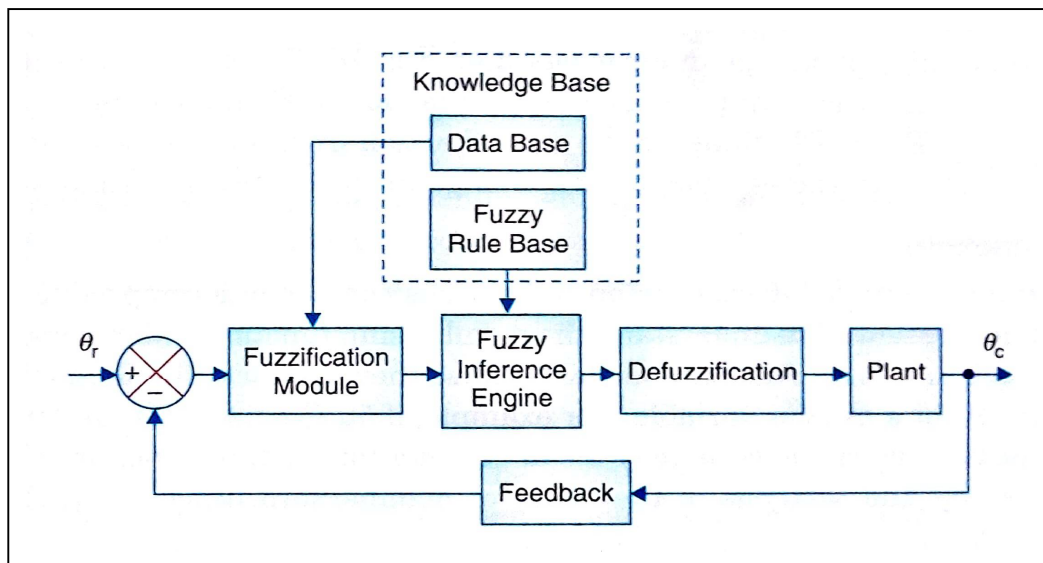 Knowledge Base
Data Base
Fuzzy
Rule Base
θr
+
−
Fuzzification
Module
Fuzzy
Inference
Engine
Defuzzification
Plant
θc
Feedback